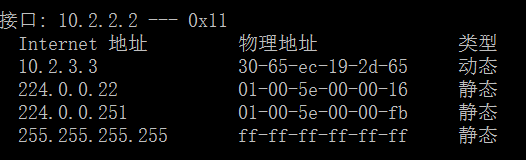 接口: 10.2.2.2 --- 0x11
Internet 地址 物理地址 类型
10.2.3.3 30-65-ec-19-2d-65 动态
224.0.0.22 01-00-5e-00-00-16 静态
224.0.0.251 01-00-5e-00-00-fb 静态
255.255.255.255 ff-ff-ff-ff-ff-ff 静态